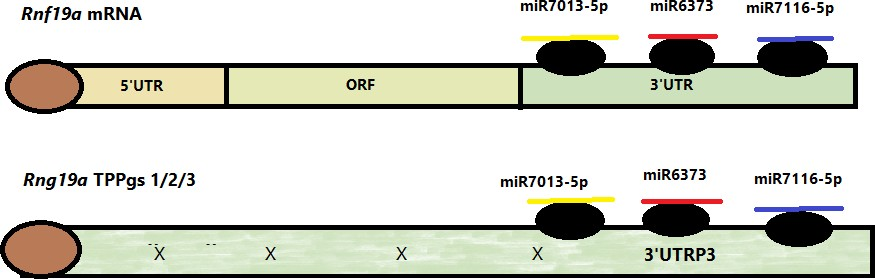 Rnf19a mRNA
miR7013-5p miR6373 miR7116-5p
5'UTR ORF 3'UTR
Rng19a TPPgs 1/2/3
miR7013-5p miR6373 miR7116-5p
X X X X 3'UTRP3